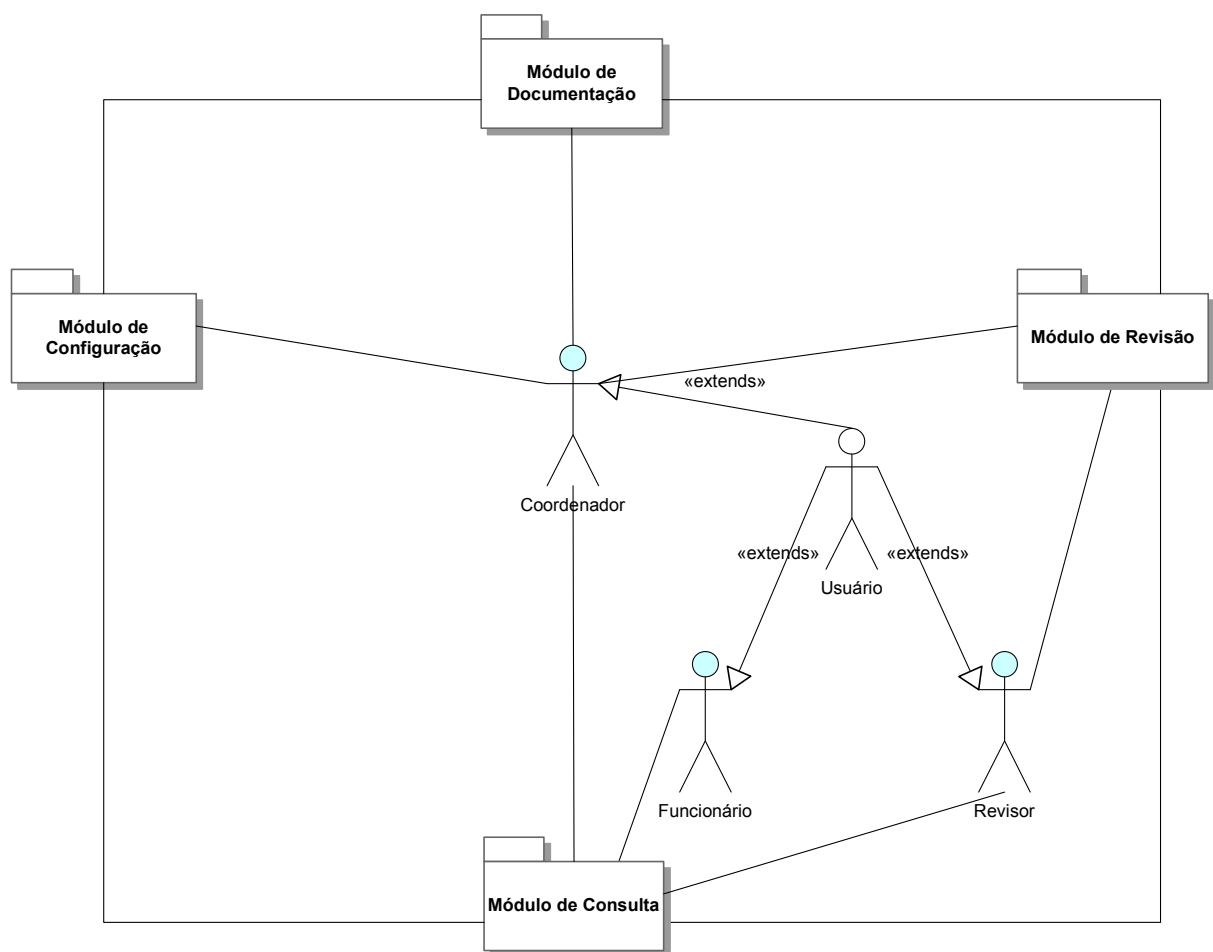 Módulo de
Documentação
Módulo de
Configuração
Módulo de Revisão
«extends»
Coordenador
«extends»
«extends»
Usuário
Funcionário
Revisor
Módulo de Consulta